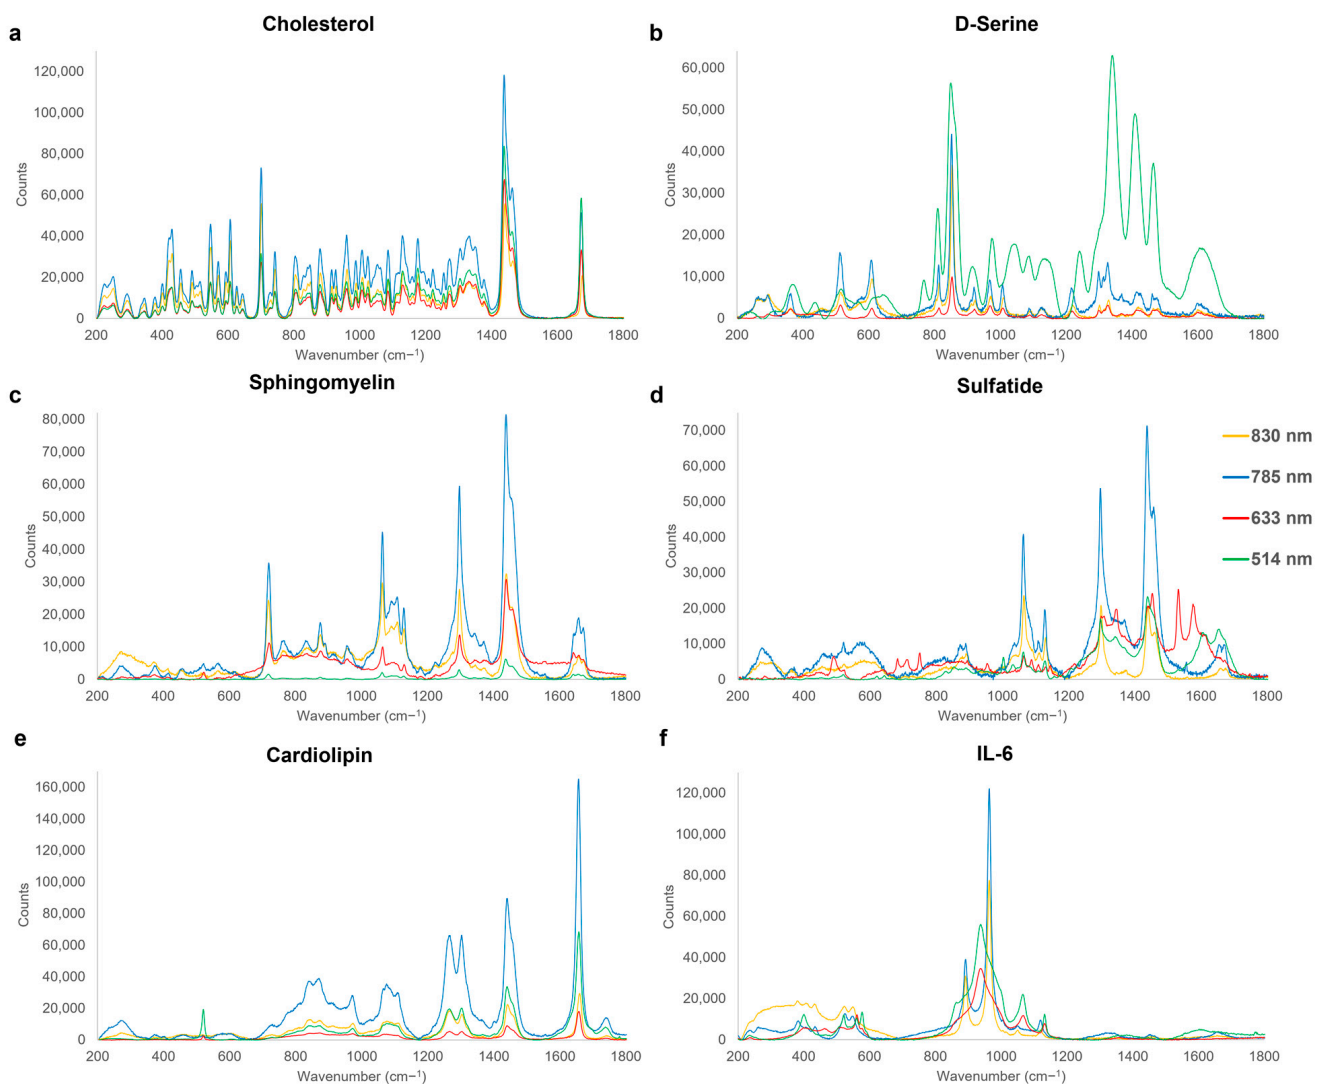 a
Cholesterol
120,000
100,000
80,000
60,000
40,000
20,000
0
Counts
200 400 600 800 1000 1200 1400 1600 1800
Wavenumber (cm−1)
b
D-Serine
60,000
50,000
40,000
30,000
20,000
10,000
0
Counts
200 400 600 800 1000 1200 1400 1600 1800
Wavenumber (cm−1)
c
Sphingomyelin
80,000
70,000
60,000
50,000
40,000
30,000
20,000
10,000
0
Counts
200 400 600 800 1000 1200 1400 1600 1800
Wavenumber (cm−1)
d
Sulfatide
70,000
60,000
50,000
40,000
30,000
20,000
10,000
0
Counts
200 400 600 800 1000 1200 1400 1600 1800
Wavenumber (cm−1)
830 nm
785 nm
633 nm
514 nm
e
Cardiolipin
160,000
140,000
120,000
100,000
80,000
60,000
40,000
20,000
0
Counts
200 400 600 800 1000 1200 1400 1600 1800
Wavenumber (cm−1)
f
IL-6
120,000
100,000
80,000
60,000
40,000
20,000
0
Counts
200 400 600 800 1000 1200 1400 1600 1800
Wavenumber (cm−1)